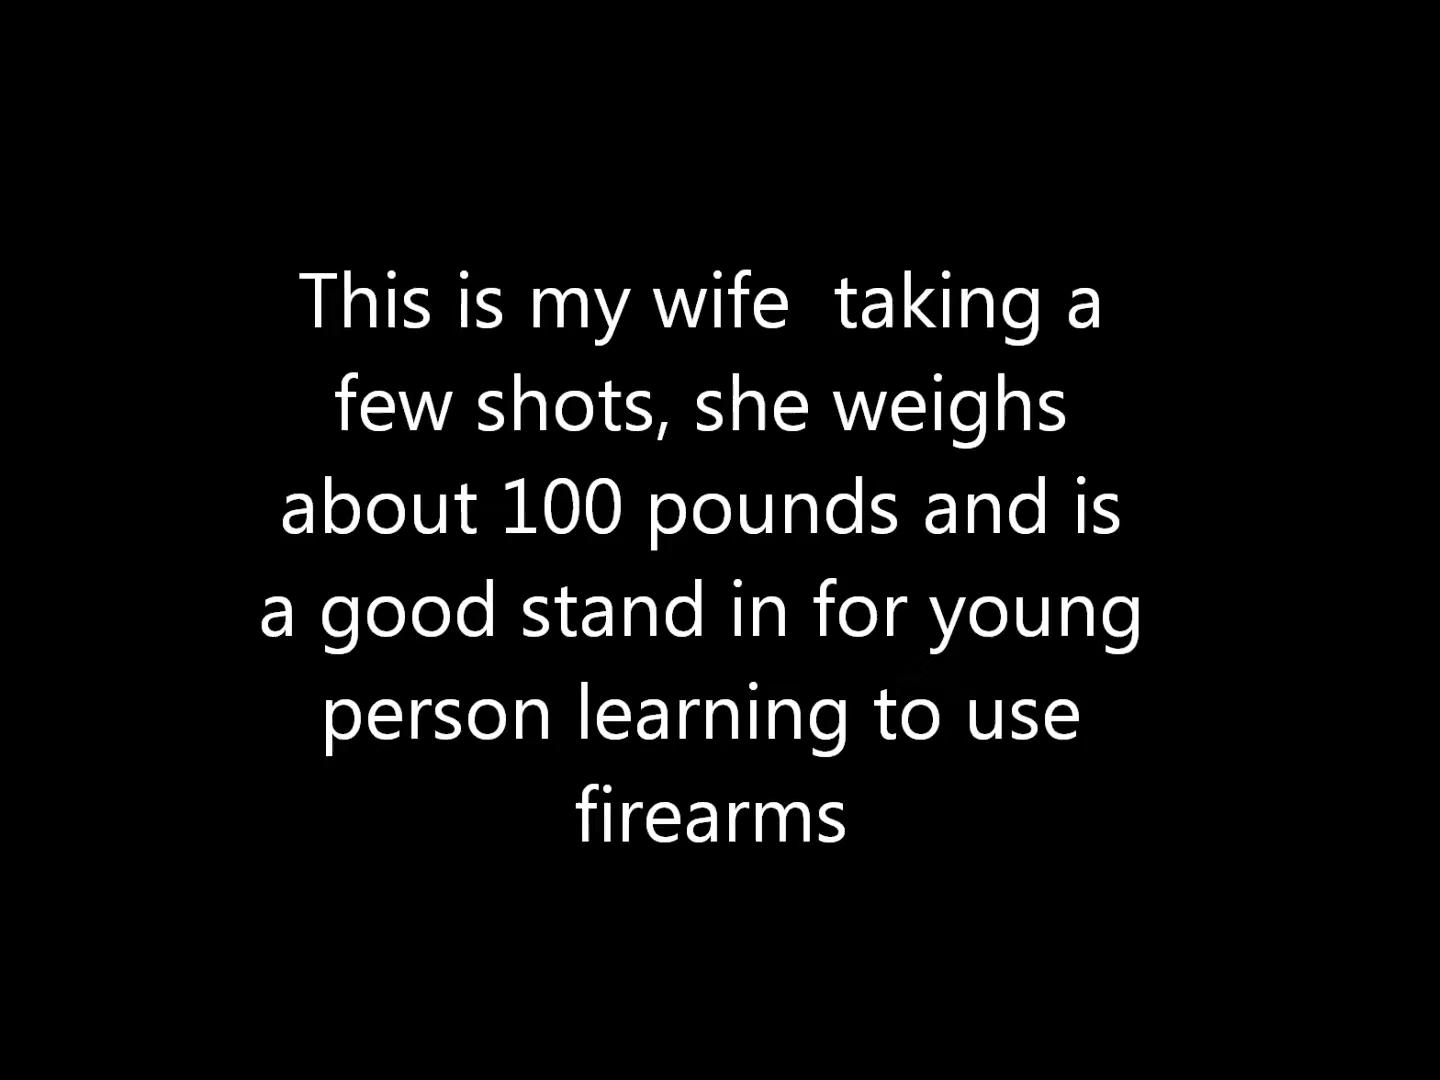 This is my wife  taking a
few shots, she weighs
about 100 pounds and is
a good stand in for young
person learning to use
firearms